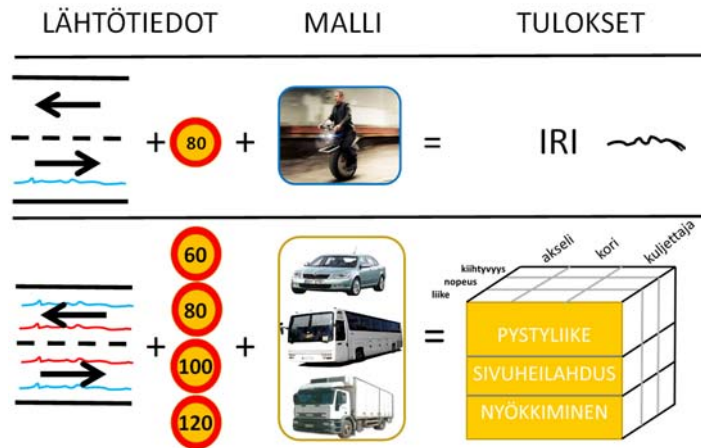 LÄHTÖTIEDOT MALLI TULOKSET
80
IRI
60
80
100
120
akseli kori kuljettaja
kiihtyvyys
nopeus
liike
PYSTYLIIKE
SIVUHEILAHDUS
NYÖKKIMINEN